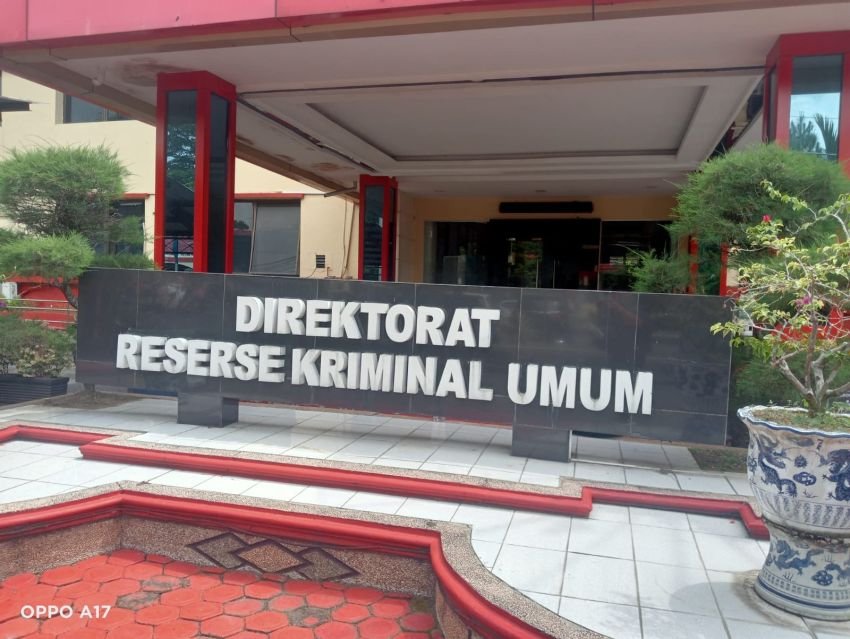 DIREKTORAT
RESERSE KRIMINAL UMUM
OPPO A17